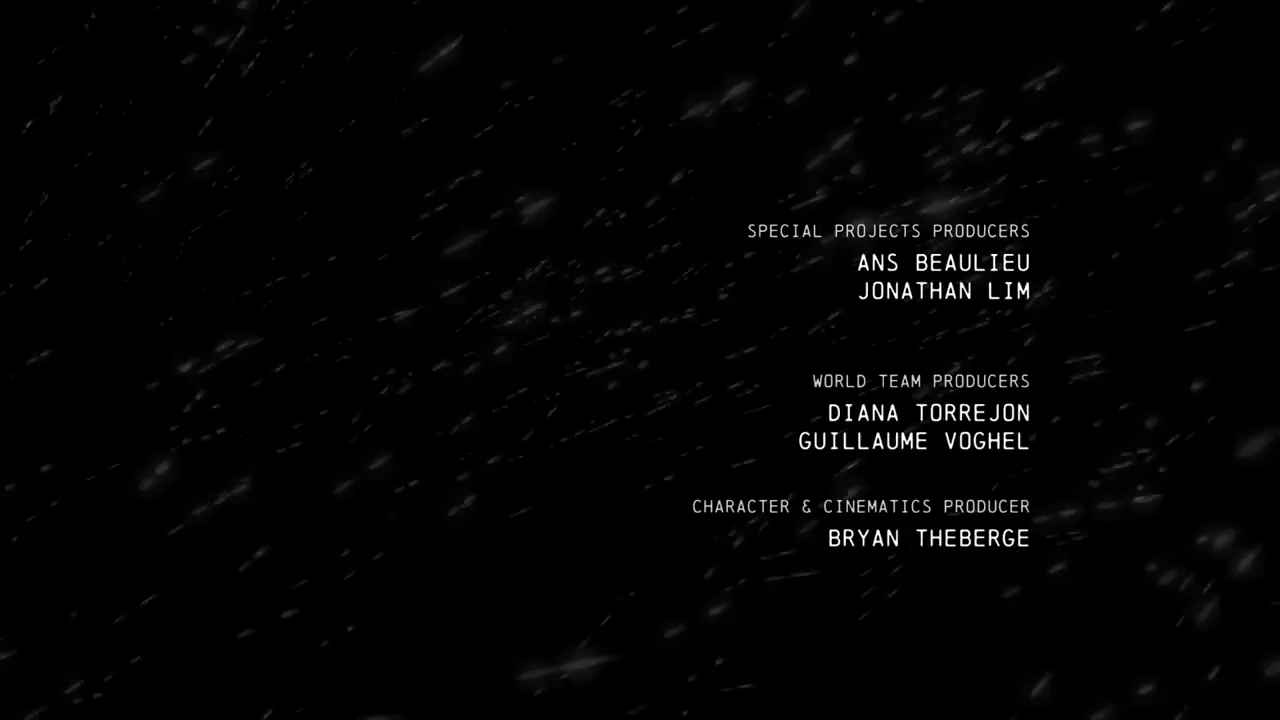 SPECIAL PROJECTS PRODUCERS
ANS BEAULIEU
JONATHAN LIM
WORLD TEAM PRODUCERS
DIANA TORREJON
GUILLAUME VOGHEL
CHARACTER & CINEMATICS PRODUCER
BRYAN THEBERGE